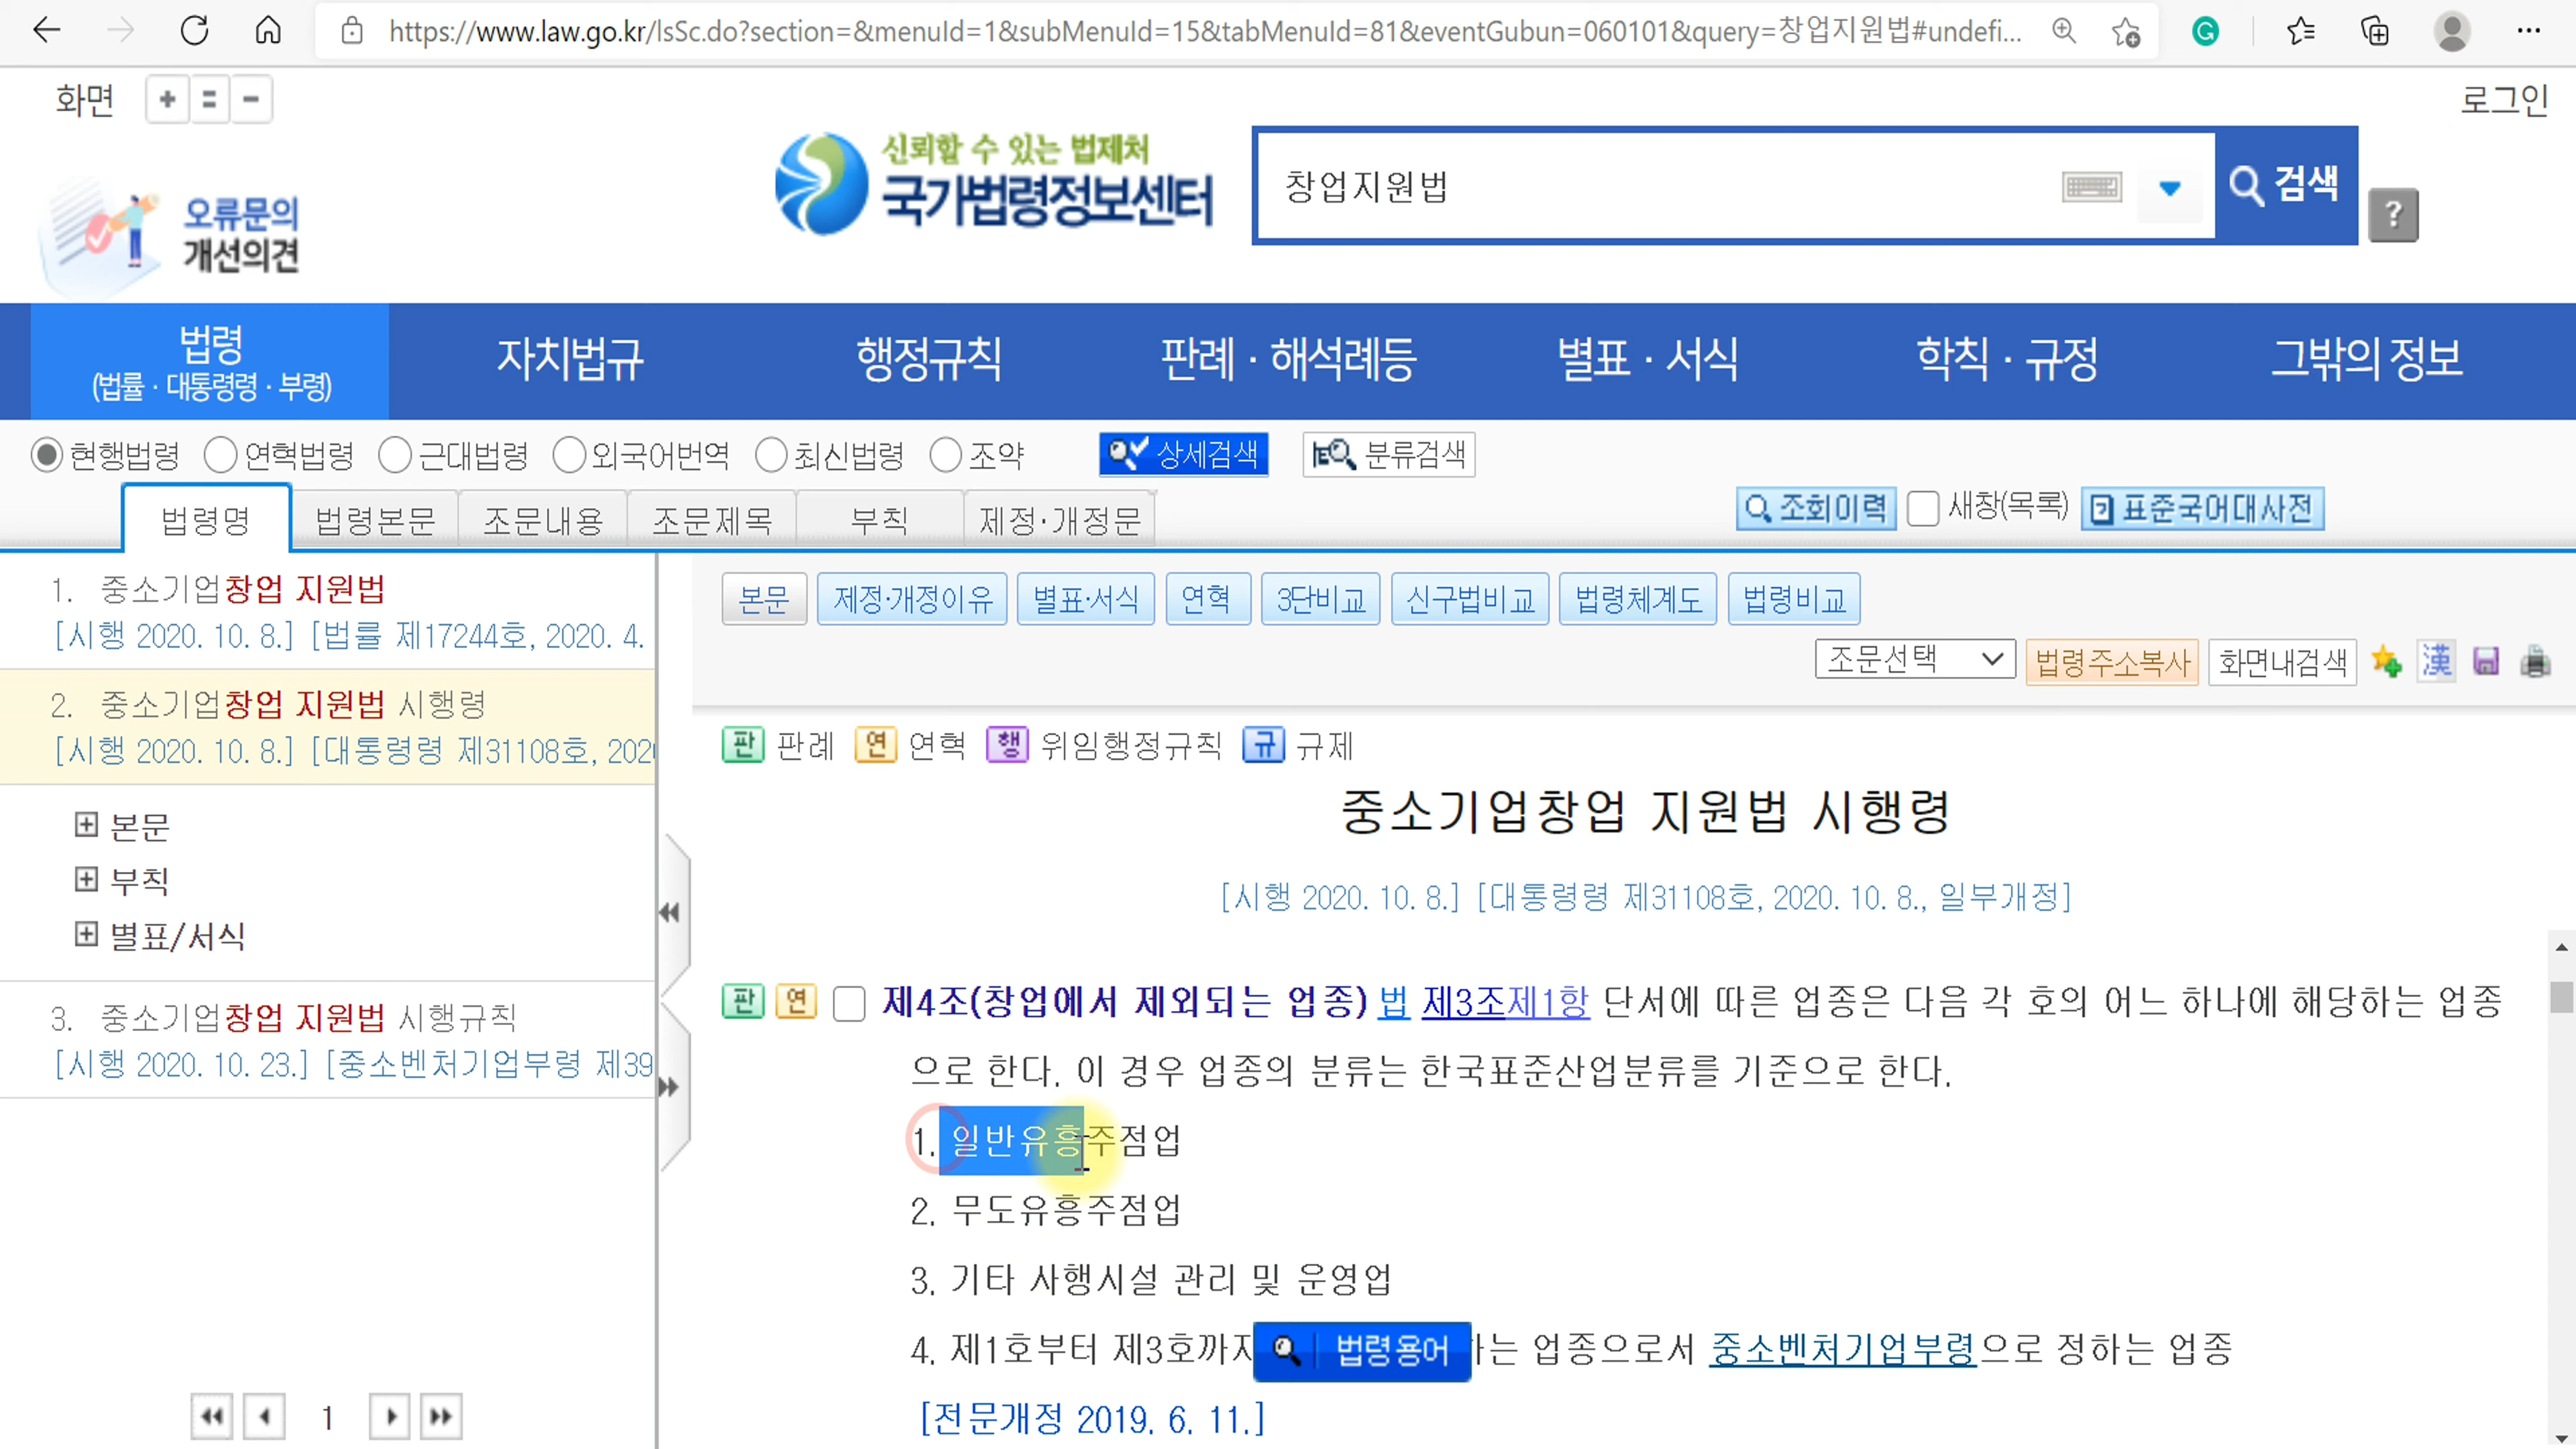 https://www.law.go.kr/lsSc.do?section=&menuId=1&subMenuId=15&tabMenuId=81&eventGubun=060101&query=창업지원법#undefi...
화면
로그인
오류문의
개선의견
신뢰할 수 있는 법제처
국가법령정보센터
창업지원법
검색
?
법령
(법률 · 대통령령 · 부령)
자치법규
행정규칙
판례 · 해석례등
별표 · 서식
학칙 · 규정
그밖의 정보
현행법령 연혁법령 근대법령 외국어번역 최신법령 조약 상세검색 분류검색
법령명 법령본문 조문내용 조문제목 부칙 제정·개정문
조회이력 새창(목록) 표준국어대사전
1. 중소기업창업 지원법
[시행 2020. 10. 8.] [법률 제17244호, 2020. 4.
2. 중소기업창업 지원법 시행령
[시행 2020. 10. 8.] [대통령령 제31108호, 202
본문
부칙
별표/서식
3. 중소기업창업 지원법 시행규칙
[시행 2020. 10. 23.] [중소벤처기업부령 제39
1
본문 제정·개정이유 별표·서식 연혁 3단비교 신구법비교 법령체계도 법령비교
조문선택 법령주소복사 화면내검색 漢
판 판례 연 연혁 행 위임행정규칙 규 규제
중소기업창업 지원법 시행령
[시행 2020. 10. 8.] [대통령령 제31108호, 2020. 10. 8., 일부개정]
판 연 제4조(창업에서 제외되는 업종) 법 제3조제1항 단서에 따른 업종은 다음 각 호의 어느 하나에 해당하는 업종
으로 한다. 이 경우 업종의 분류는 한국표준산업분류를 기준으로 한다.
1. 일반유흥주점업
2. 무도유흥주점업
3. 기타 사행시설 관리 및 운영업
4. 제1호부터 제3호까지 법령용어 하는 업종으로서 중소벤처기업부령으로 정하는 업종
[전문개정 2019. 6. 11.]